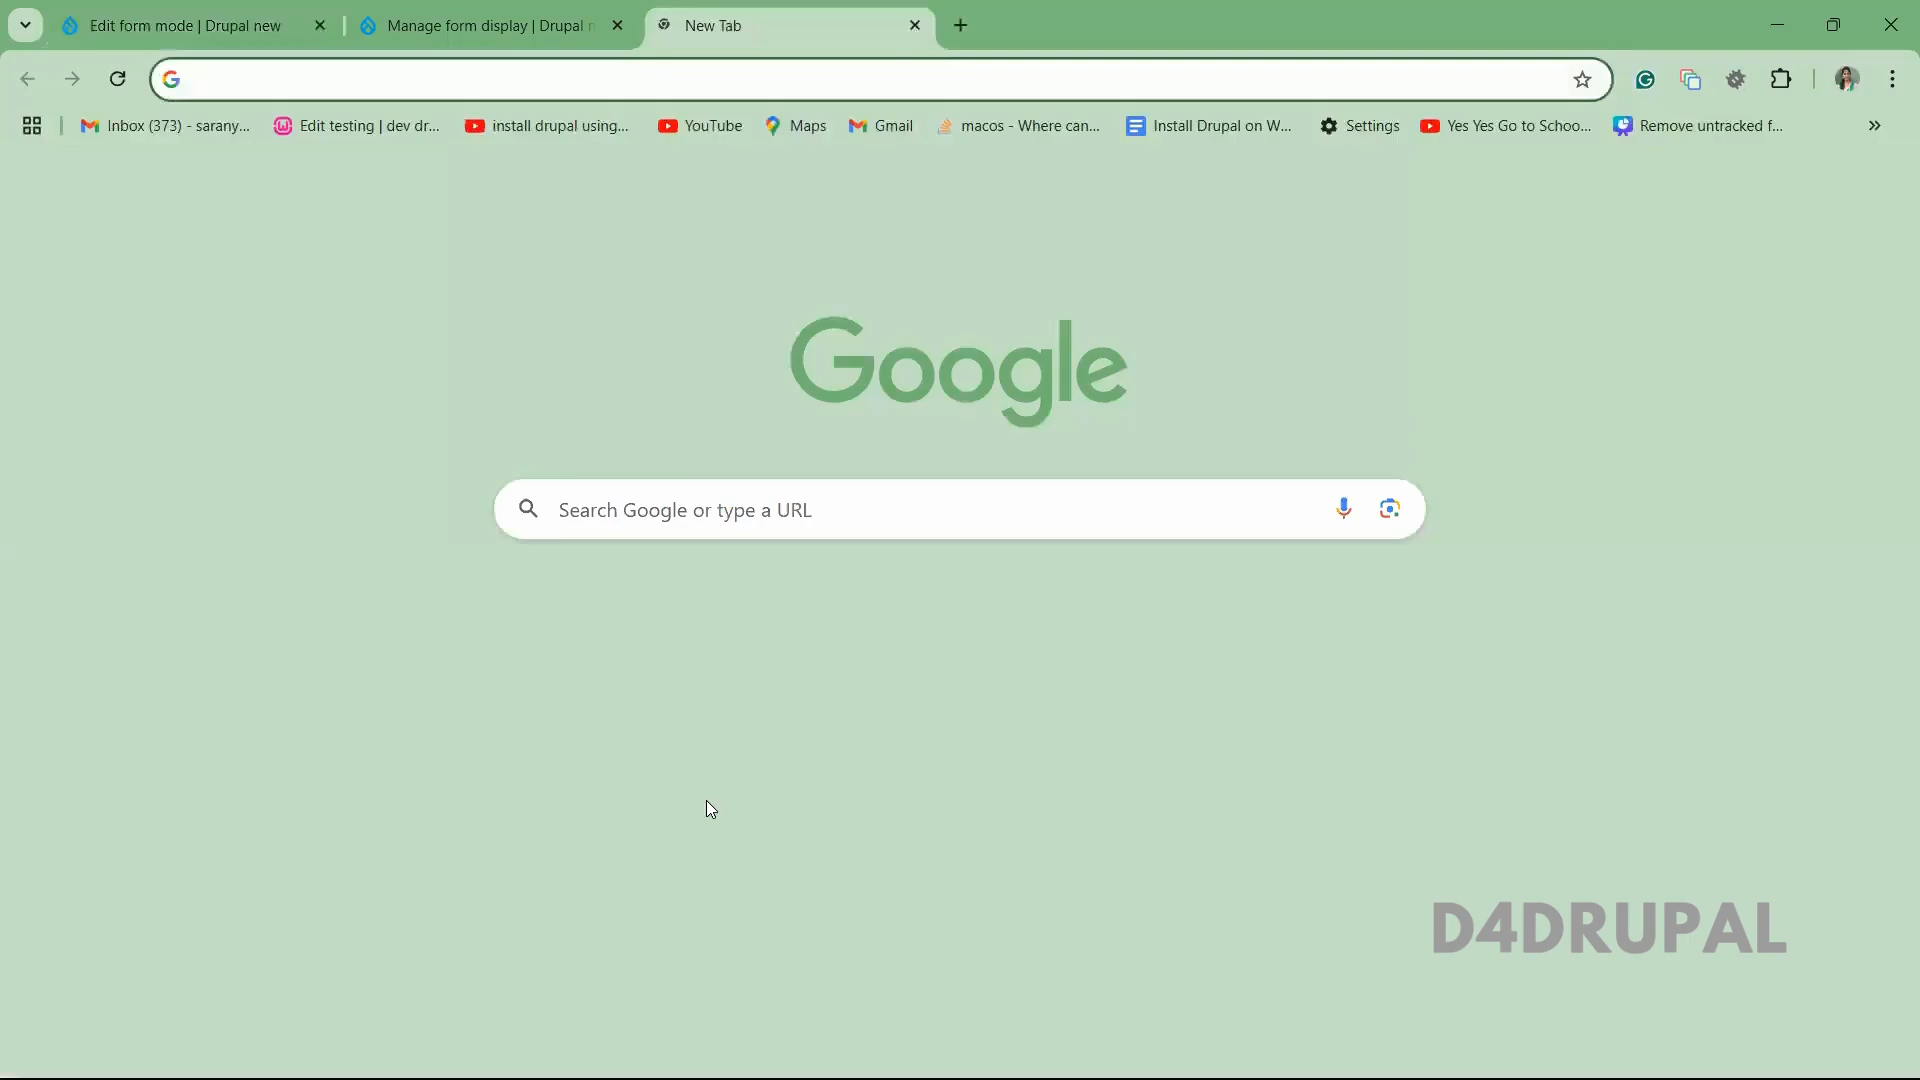 Edit form mode | Drupal new
Manage form display | Drupal n
New Tab
Inbox (373) - sarany...
Edit testing | dev dr...
install drupal using...
YouTube
Maps
Gmail
macos - Where can...
Install Drupal on W...
Settings
Yes Yes Go to Schoo...
Remove untracked f...
Google
Search Google or type a URL
D4DRUPAL